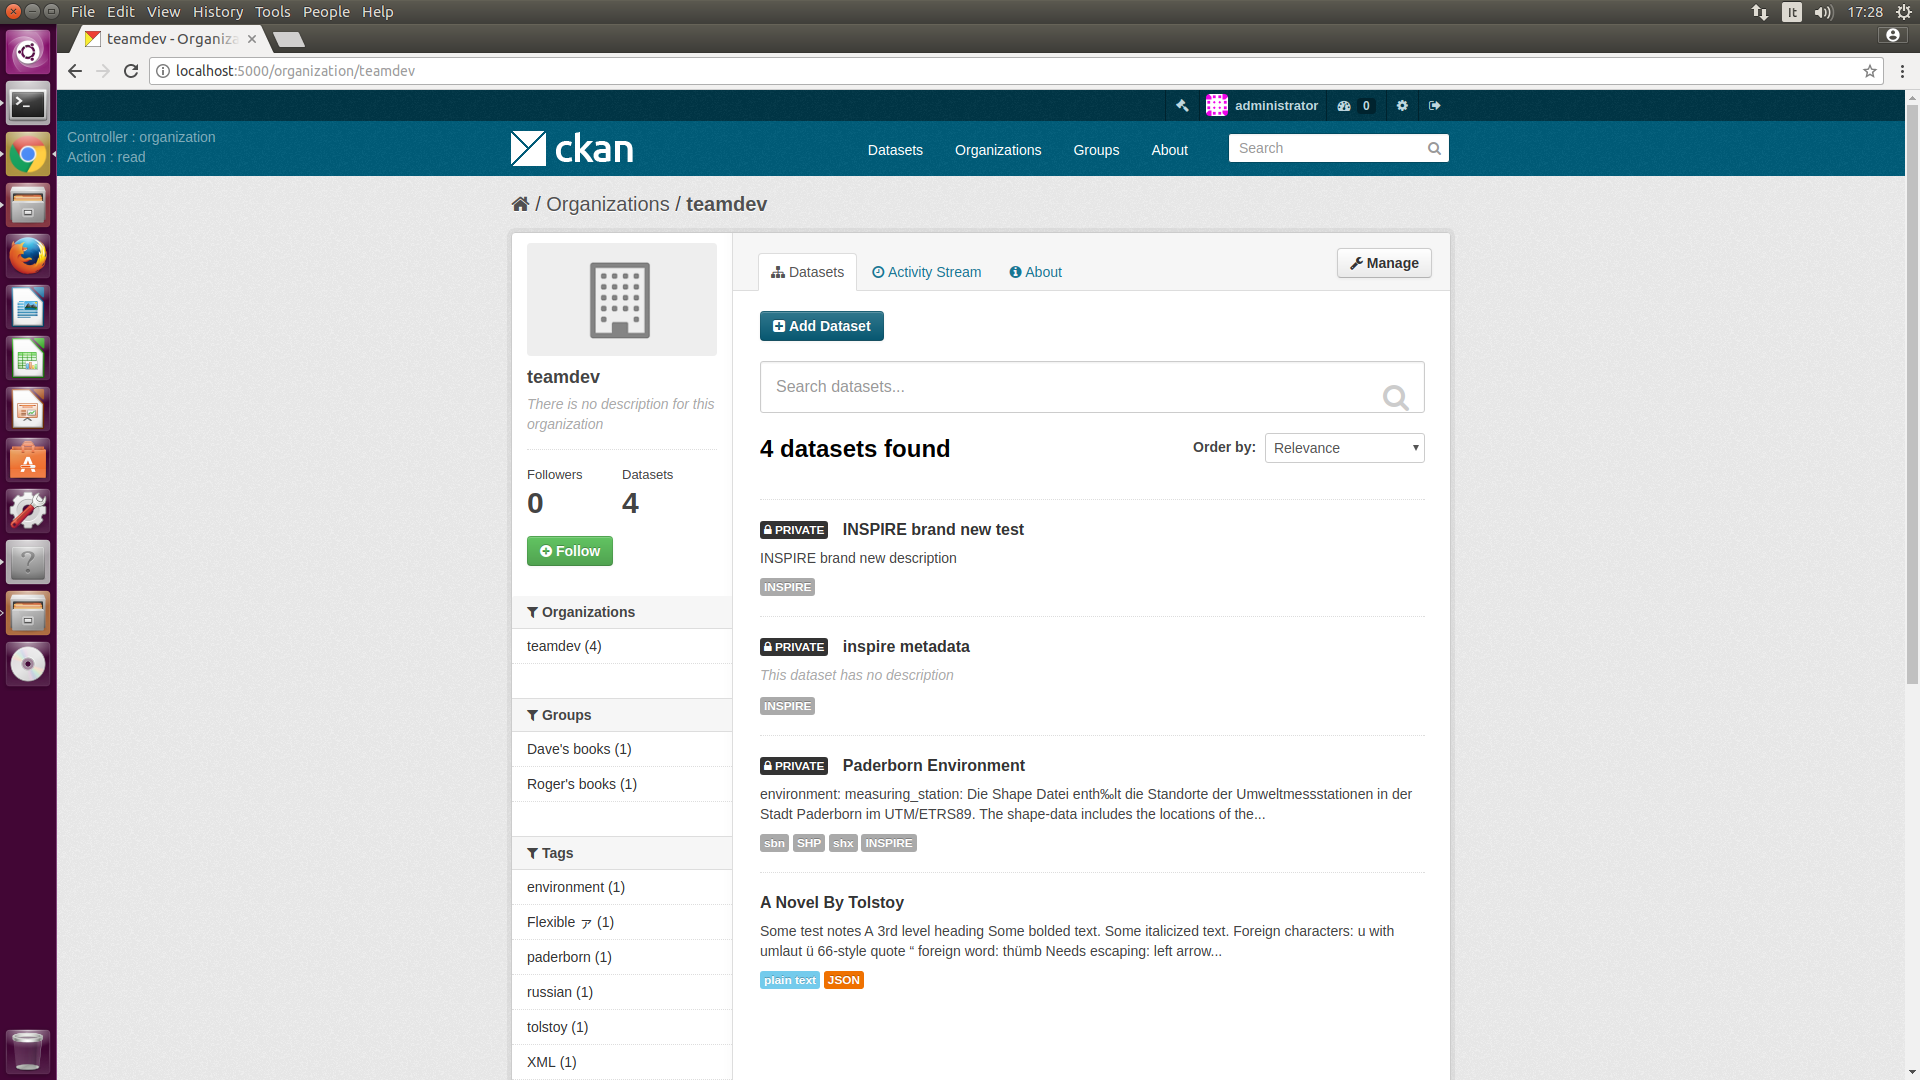 File Edit View History Tools People Help
It 17:28
teamdev - Organiza
localhost:5000/organization/teamdev
administrator 0
Controller : organization
Action : read
ckan
Datasets Organizations Groups About
Search
/ Organizations / teamdev
teamdev
There is no description for this
organization
Followers Datasets
0 4
Follow
Organizations
teamdev (4)
Groups
Dave's books (1)
Roger's books (1)
Tags
environment (1)
Flexible ァ (1)
paderborn (1)
russian (1)
tolstoy (1)
XML (1)
Datasets Activity Stream About
Manage
Add Dataset
Search datasets...
4 datasets found
Order by: Relevance
PRIVATE INSPIRE brand new test
INSPIRE brand new description
INSPIRE
PRIVATE inspire metadata
This dataset has no description
INSPIRE
PRIVATE Paderborn Environment
environment: measuring_station: Die Shape Datei enth‰lt die Standorte der Umweltmessstationen in der
Stadt Paderborn im UTM/ETRS89. The shape-data includes the locations of the...
sbn SHP shx INSPIRE
A Novel By Tolstoy
Some test notes A 3rd level heading Some bolded text. Some italicized text. Foreign characters: u with
umlaut ü 66-style quote “ foreign word: thümb Needs escaping: left arrow...
plain text JSON